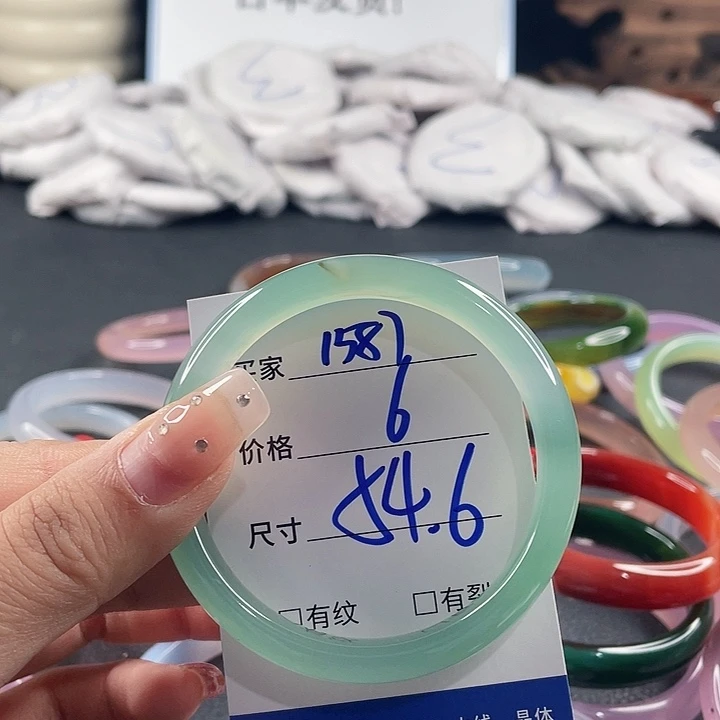 买家 1587
价格 6
尺寸 54.6
□有纹 □有裂